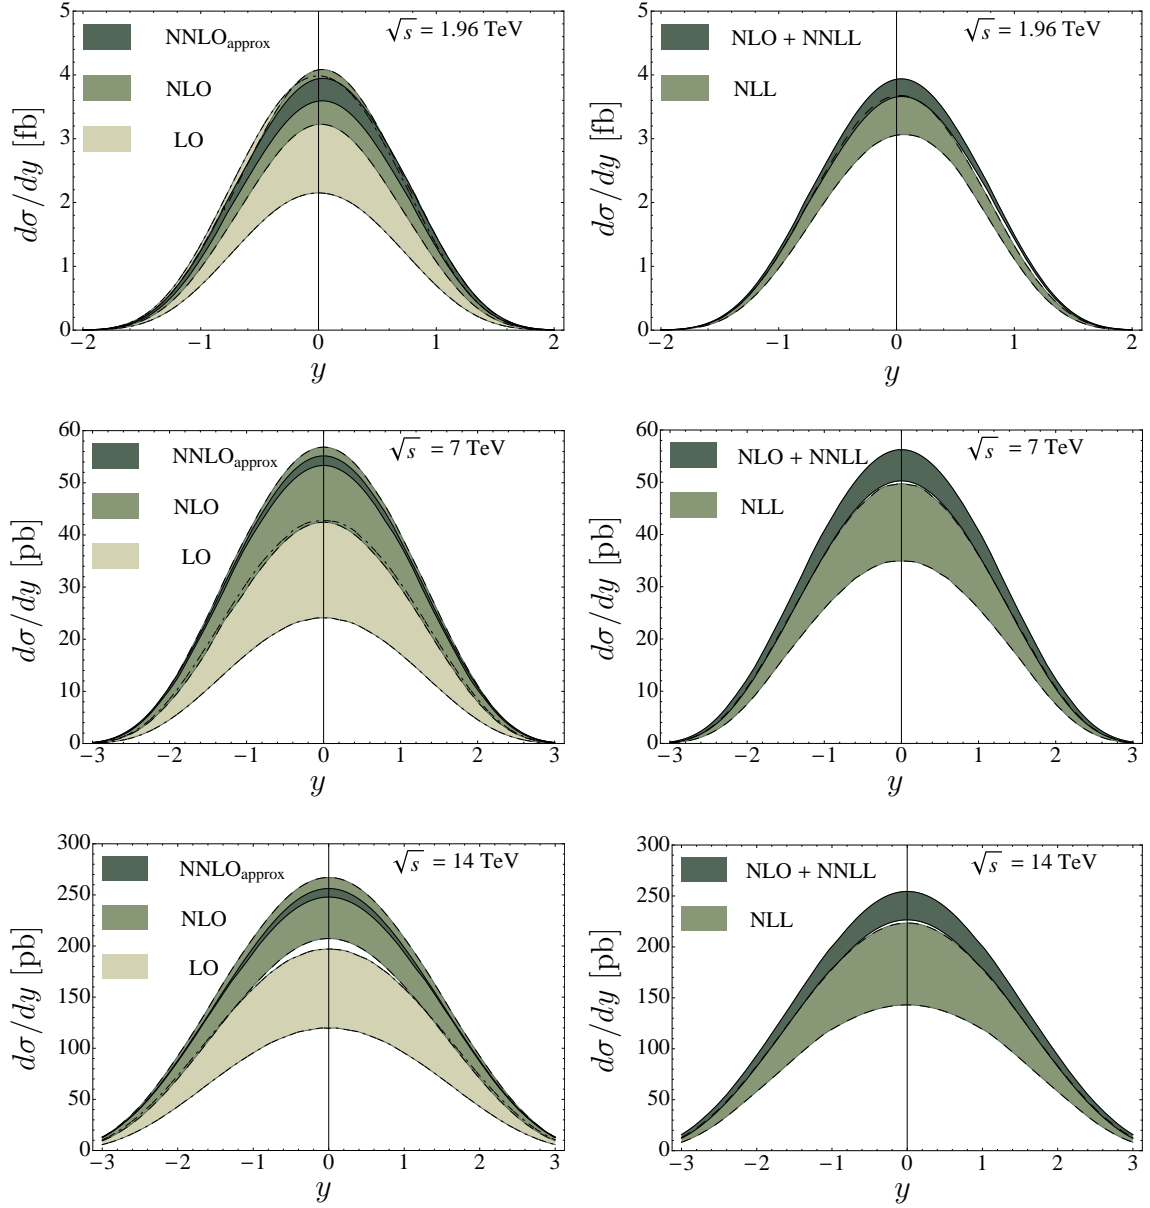 NNLOapprox
NLO
LO
√s = 1.96 TeV
dσ/dy [fb]
5
4
3
2
1
0
−2 −1 0 1 2
y
NLO + NNLL
NLL
√s = 1.96 TeV
dσ/dy [fb]
5
4
3
2
1
0
−2 −1 0 1 2
y
NNLOapprox
NLO
LO
√s = 7 TeV
dσ/dy [pb]
60
50
40
30
20
10
0
−3 −2 −1 0 1 2 3
y
NLO + NNLL
NLL
√s = 7 TeV
dσ/dy [pb]
60
50
40
30
20
10
0
−3 −2 −1 0 1 2 3
y
NNLOapprox
NLO
LO
√s = 14 TeV
dσ/dy [pb]
300
250
200
150
100
50
0
−3 −2 −1 0 1 2 3
y
NLO + NNLL
NLL
√s = 14 TeV
dσ/dy [pb]
300
250
200
150
100
50
0
−3 −2 −1 0 1 2 3
y